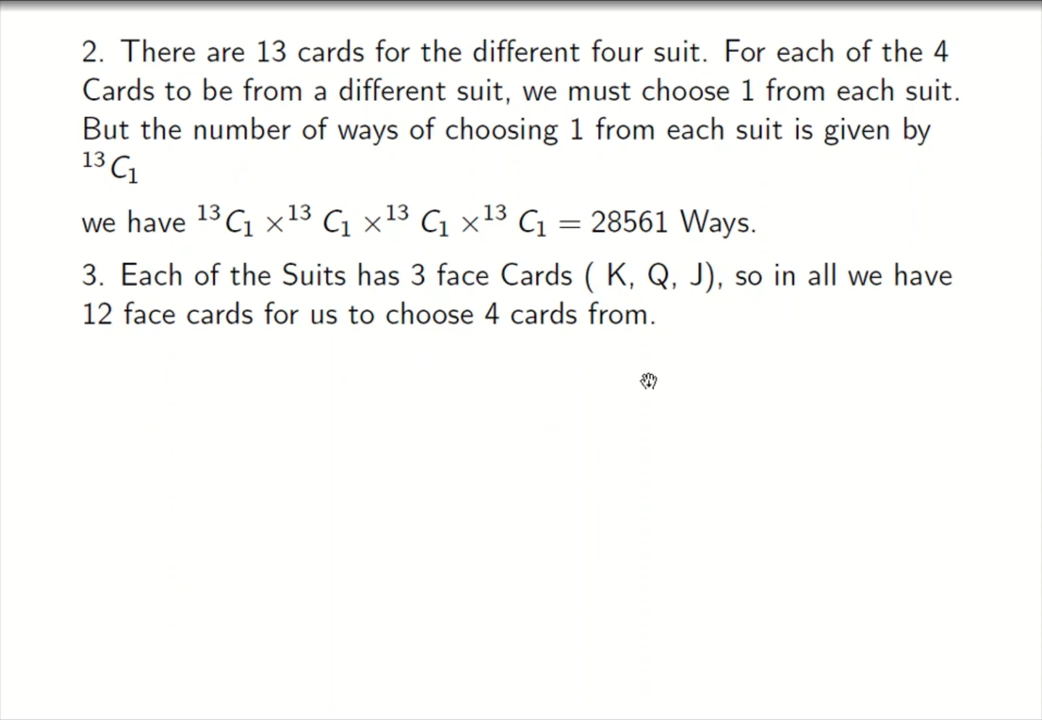 2. There are 13 cards for the different four suit. For each of the 4
Cards to be from a different suit, we must choose 1 from each suit.
But the number of ways of choosing 1 from each suit is given by
¹³C₁
we have ¹³C₁ ×¹³ C₁ ×¹³ C₁ ×¹³ C₁ = 28561 Ways.
3. Each of the Suits has 3 face Cards ( K, Q, J), so in all we have
12 face cards for us to choose 4 cards from.